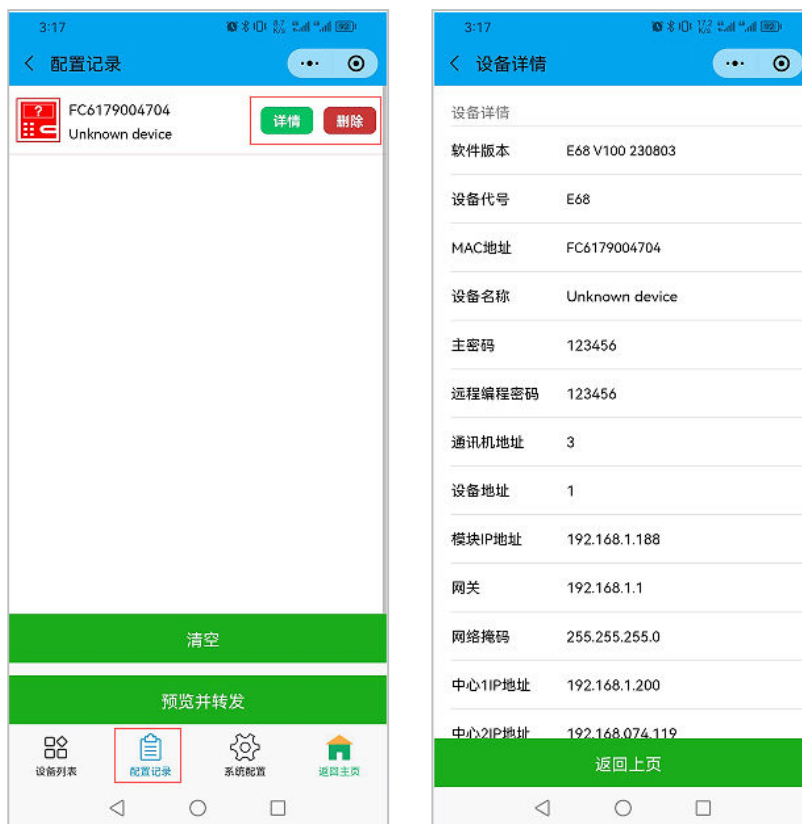 3:17
配置记录
FC6179004704
Unknown device
详情
删除
清空
预览并转发
设备列表
配置记录
系统配置
返回主页
3:17
设备详情
设备详情
软件版本 E68 V100 230803
设备代号 E68
MAC地址 FC6179004704
设备名称 Unknown device
主密码 123456
远程编程密码 123456
通讯机地址 3
设备地址 1
模块IP地址 192.168.1.188
网关 192.168.1.1
网络掩码 255.255.255.0
中心1IP地址 192.168.1.200
中心2IP地址 192.168.074.119
返回上页